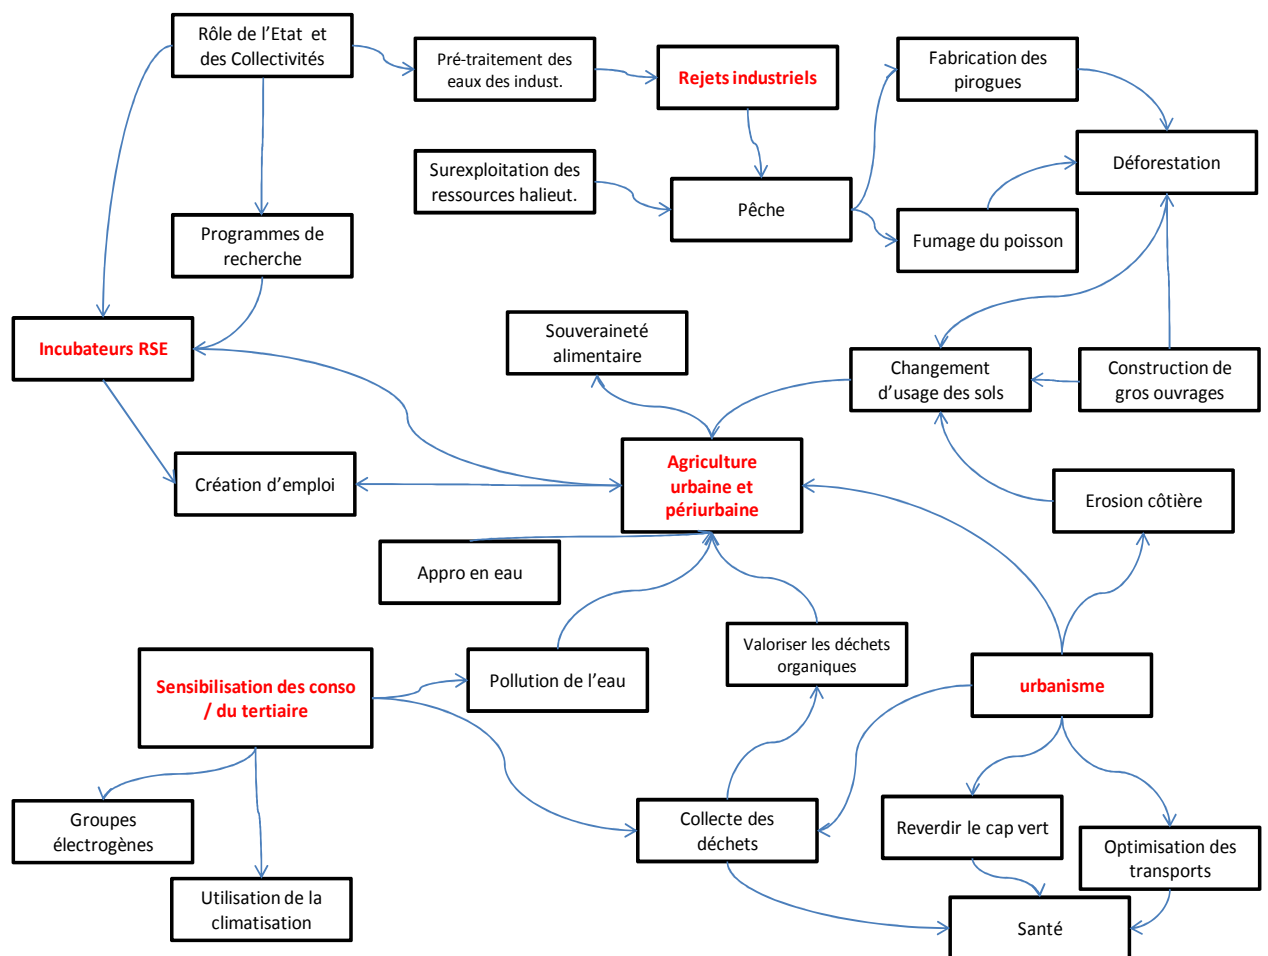 Rôle de l'Etat et
des Collectivités
Pré-traitement des
eaux des indust.
Rejets industriels
Fabrication des
pirogues
Surexploitation des
ressources halieut.
Pêche
Déforestation
Fumage du poisson
Programmes de
recherche
Incubateurs RSE
Souveraineté
alimentaire
Changement
d'usage des sols
Construction de
gros ouvrages
Création d'emploi
Agriculture
urbaine et
périurbaine
Erosion côtière
Appro en eau
Sensibilisation des conso
/ du tertiaire
Pollution de l'eau
Valoriser les déchets
organiques
urbanisme
Groupes
électrogènes
Utilisation de la
climatisation
Collecte des
déchets
Reverdir le cap vert
Optimisation des
transports
Santé